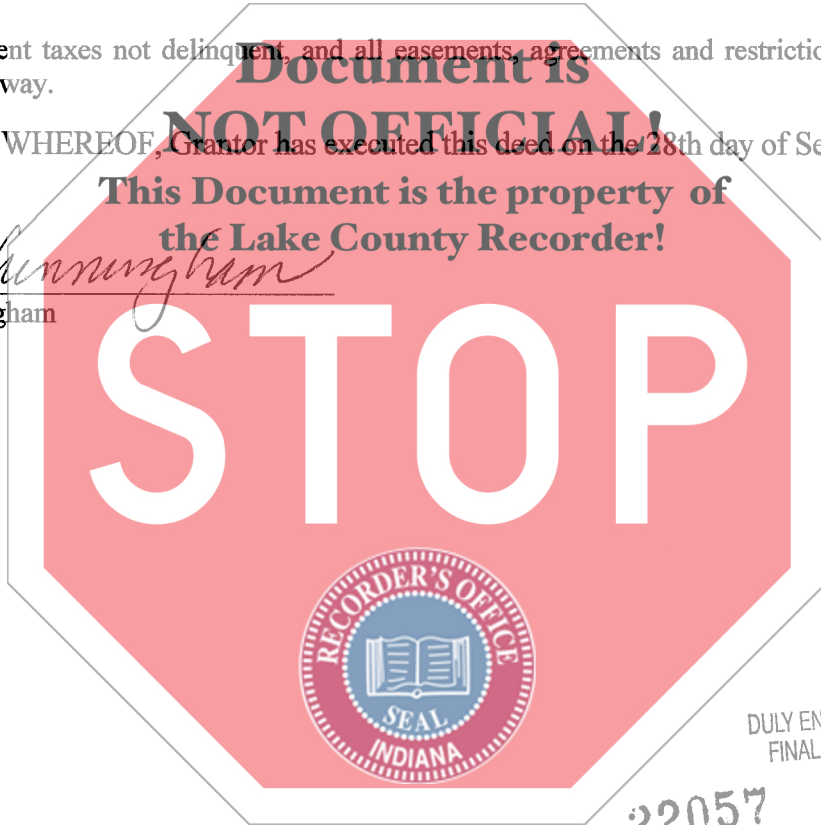 ent taxes not delinquent, and all easements, agreements and restrictio
way.
Document is
NOT OFFICIAL!
WHEREOF, Grantor has executed this deed on the 28th day of Se
This Document is the property of
the Lake County Recorder!
unningham
gham
STOP
RECORDER'S OFFICE
SEAL
INDIANA
DULY EN
FINAL
22057